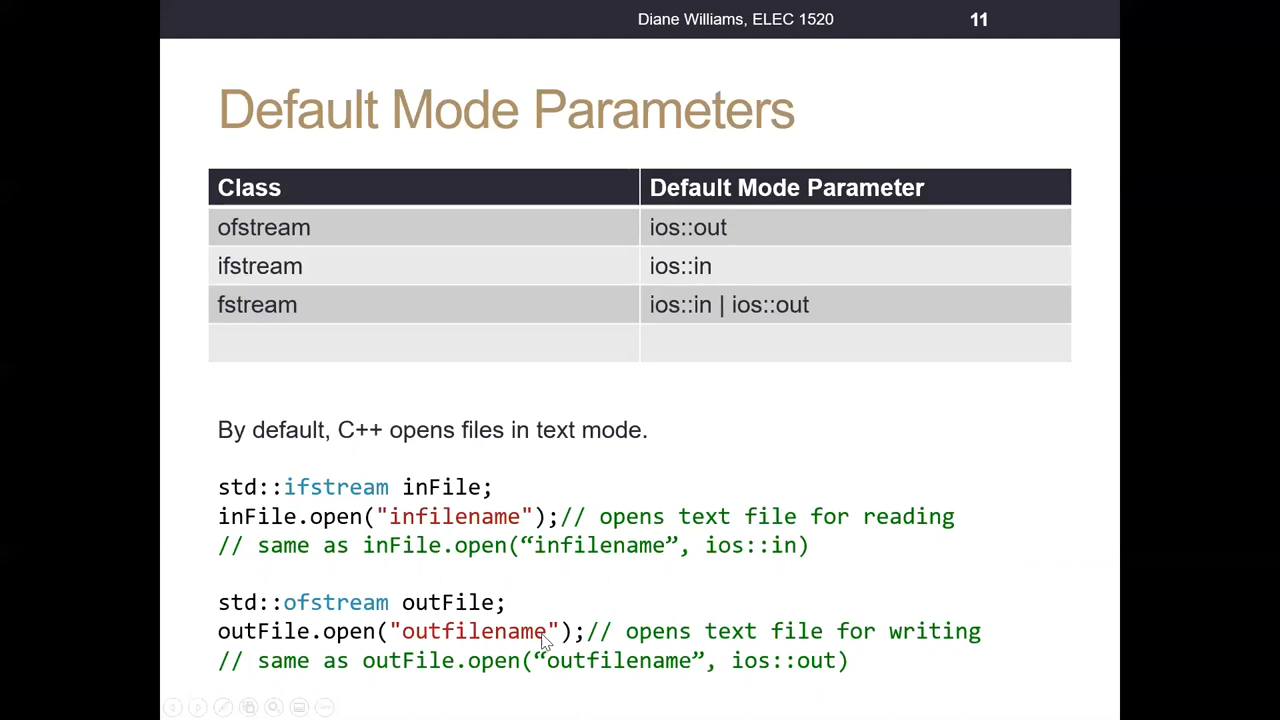 Diane Williams, ELEC 1520 11
Default Mode Parameters
Class Default Mode Parameter
ofstream ios::out
ifstream ios::in
fstream ios::in | ios::out
By default, C++ opens files in text mode.
std::ifstream inFile;
inFile.open("infilename");// opens text file for reading
// same as inFile.open(“infilename”, ios::in)
std::ofstream outFile;
outFile.open("outfilename");// opens text file for writing
// same as outFile.open(“outfilename”, ios::out)